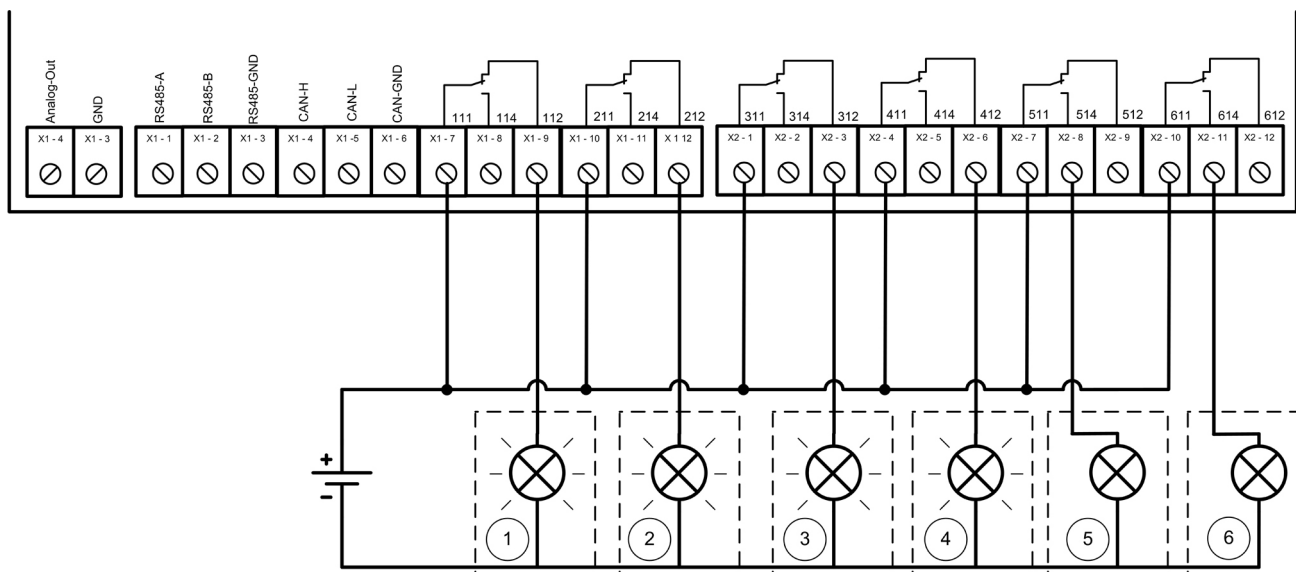 Analog-Out
GND
RS485-A
RS485-B
RS485-GND
CAN-H
CAN-L
CAN-GND
111 114 112 211 214 212 311 314 312 411 414 412 511 514 512 611 614 612
X1 - 4 X1 - 3 X1 - 1 X1 - 2 X1 - 3 X1 - 4 X1 -5 X1 - 6 X1 - 7 X1 - 8 X1 - 9 X1 - 10 X1 - 11 X 1 12 X2 - 1 X2 - 2 X2 - 3 X2 - 4 X2 - 5 X2 - 6 X2 - 7 X2 - 8 X2 - 9 X2 - 10 X2 - 11 X2 - 12
+
-
1 2 3 4 5 6